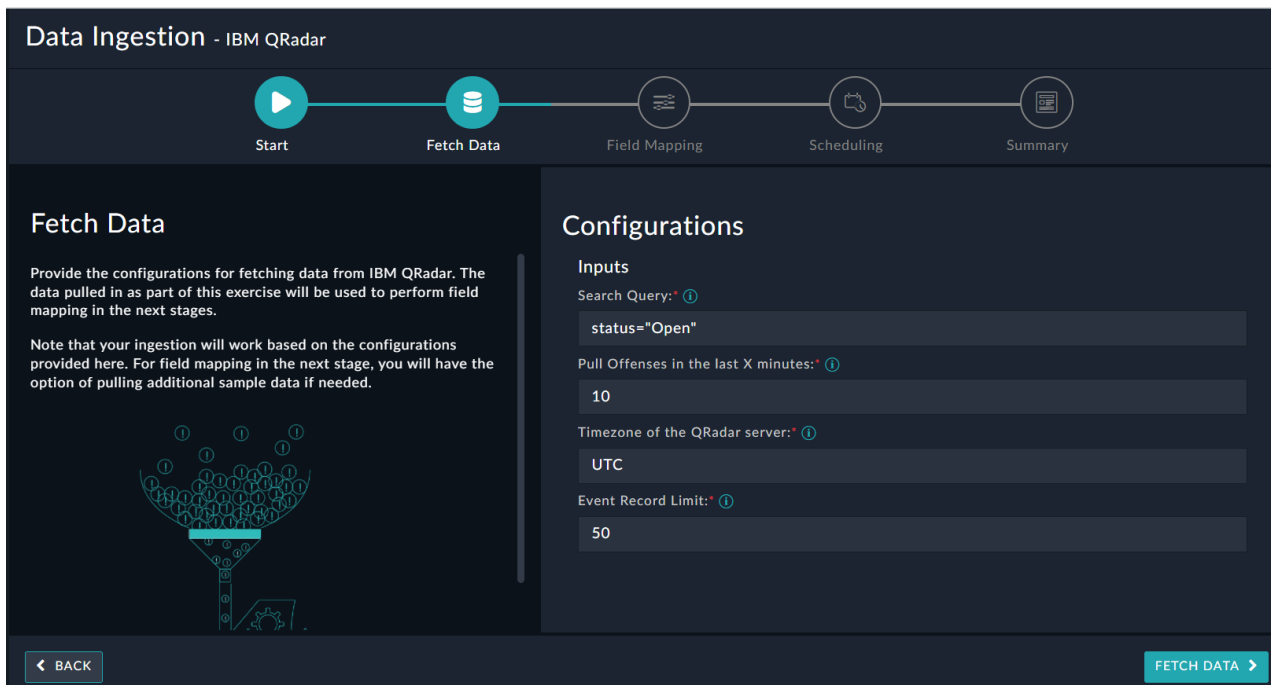 Data Ingestion - IBM QRadar
Start
Fetch Data
Field Mapping
Scheduling
Summary
Fetch Data
Provide the configurations for fetching data from IBM QRadar. The
data pulled in as part of this exercise will be used to perform field
mapping in the next stages.
Note that your ingestion will work based on the configurations
provided here. For field mapping in the next stage, you will have the
option of pulling additional sample data if needed.
Configurations
Inputs
Search Query:*
status="Open"
Pull Offenses in the last X minutes:*
10
Timezone of the QRadar server:*
UTC
Event Record Limit:*
50
BACK
FETCH DATA